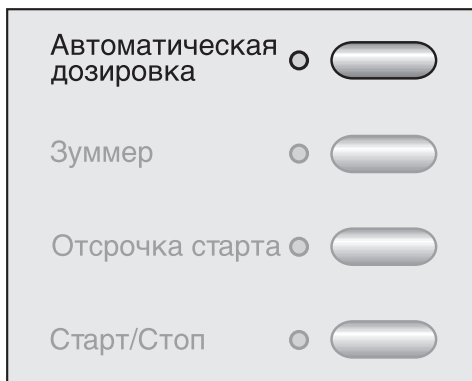 Автоматическая
дозировка
Зуммер
Отсрочка старта
Старт/Стоп